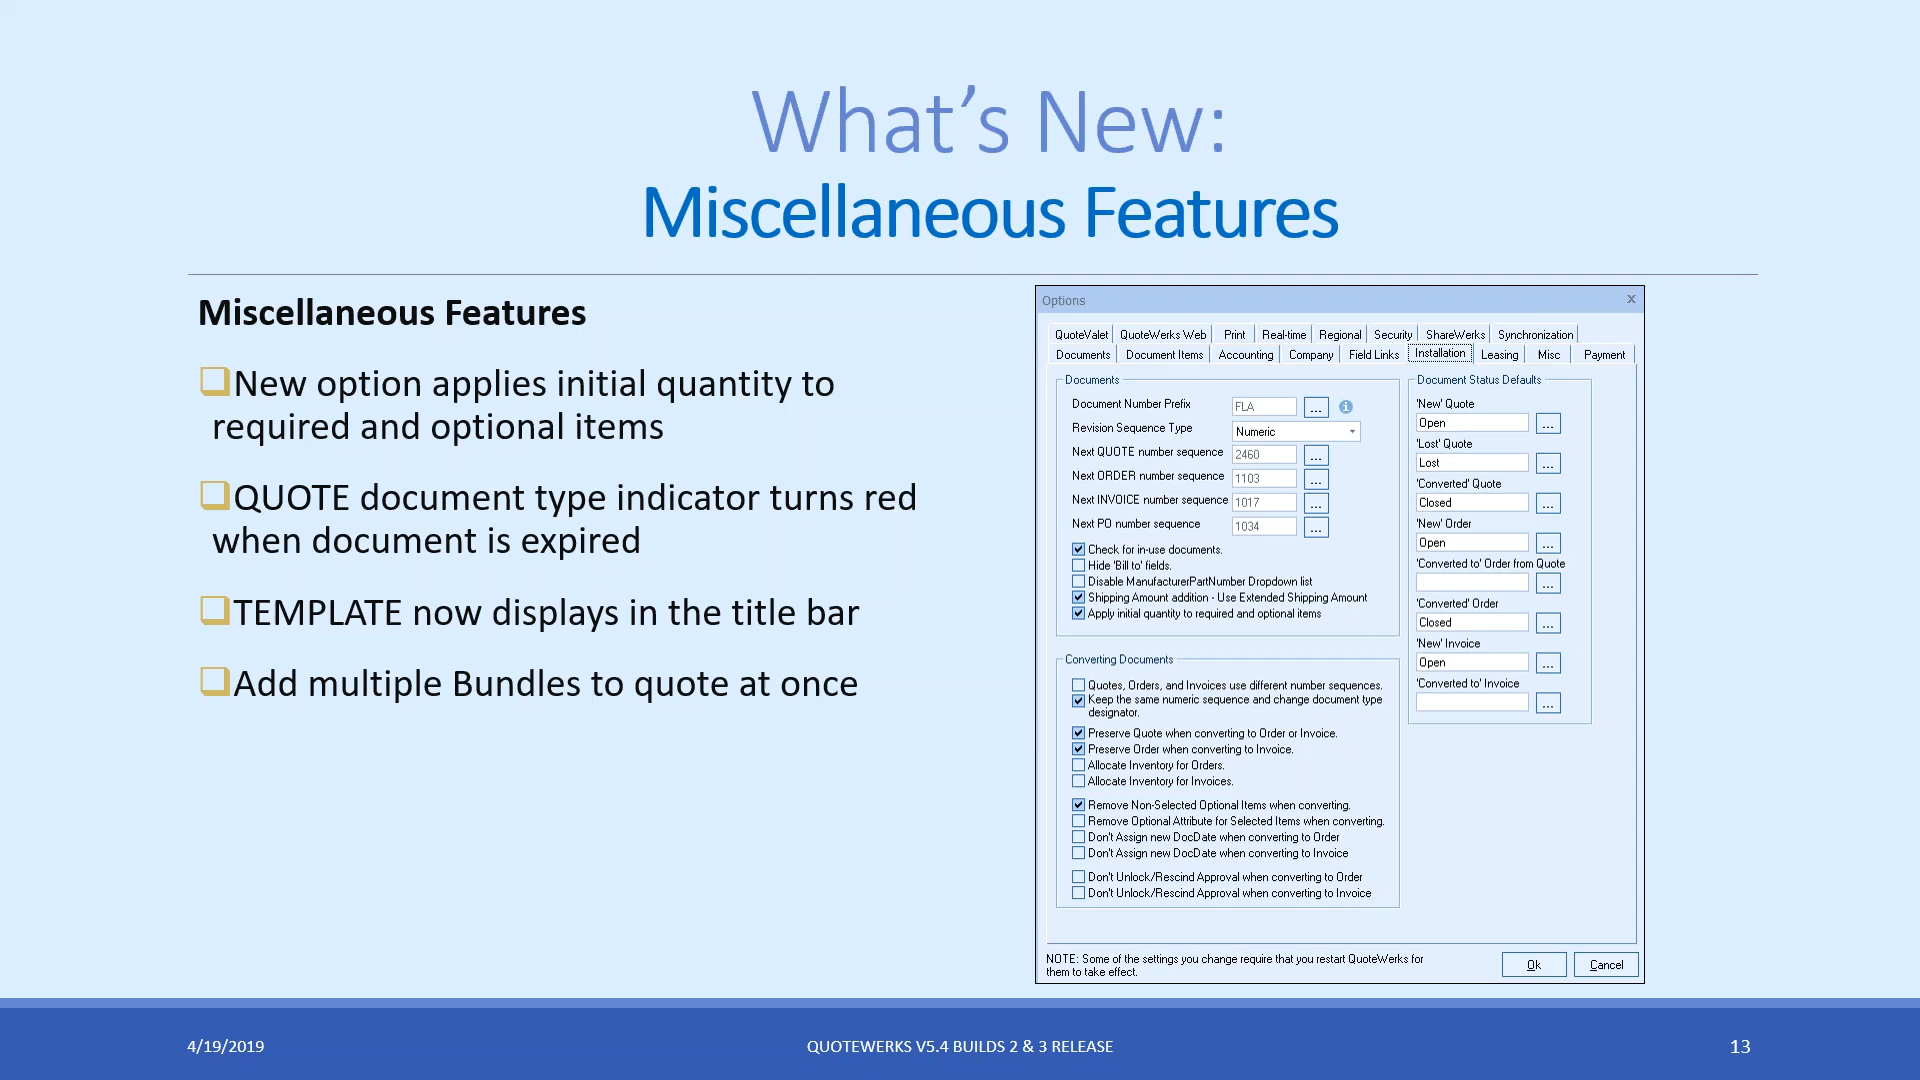 What's New:
Miscellaneous Features
Miscellaneous Features
New option applies initial quantity to
required and optional items
QUOTE document type indicator turns red
when document is expired
TEMPLATE now displays in the title bar
Add multiple Bundles to quote at once
Options
QuoteValet QuoteWerks Web Print Real-time Regional Security ShareWerks Synchronization
Documents Document Items Accounting Company Field Links Installation Leasing Misc Payment
Documents
Document Number Prefix FLA ...
Revision Sequence Type Numeric
Next QUOTE number sequence 2460 ...
Next ORDER number sequence 1103 ...
Next INVOICE number sequence 1017 ...
Next PO number sequence 1034 ...
Check for in-use documents.
Hide 'Bill to' fields.
Disable ManufacturerPartNumber Dropdown list
Shipping Amount addition - Use Extended Shipping Amount
Apply initial quantity to required and optional items
Converting Documents
Quotes, Orders, and Invoices use different number sequences.
Keep the same numeric sequence and change document type
designator.
Preserve Quote when converting to Order or Invoice.
Preserve Order when converting to Invoice.
Allocate Inventory for Orders.
Allocate Inventory for Invoices.
Remove Non-Selected Optional Items when converting.
Remove Optional Attribute for Selected Items when converting.
Don't Assign new DocDate when converting to Order
Don't Assign new DocDate when converting to Invoice
Don't Unlock/Rescind Approval when converting to Order
Don't Unlock/Rescind Approval when converting to Invoice
Document Status Defaults
'New' Quote
Open ...
'Lost' Quote
Lost ...
'Converted' Quote
Closed ...
'New' Order
Open ...
'Converted to' Order from Quote
...
'Converted' Order
Closed ...
'New' Invoice
Open ...
'Converted to' Invoice
...
NOTE: Some of the settings you change require that you restart QuoteWerks for
them to take effect.
Ok Cancel
4/19/2019 QUOTEWERKS V5.4 BUILDS 2 & 3 RELEASE 13